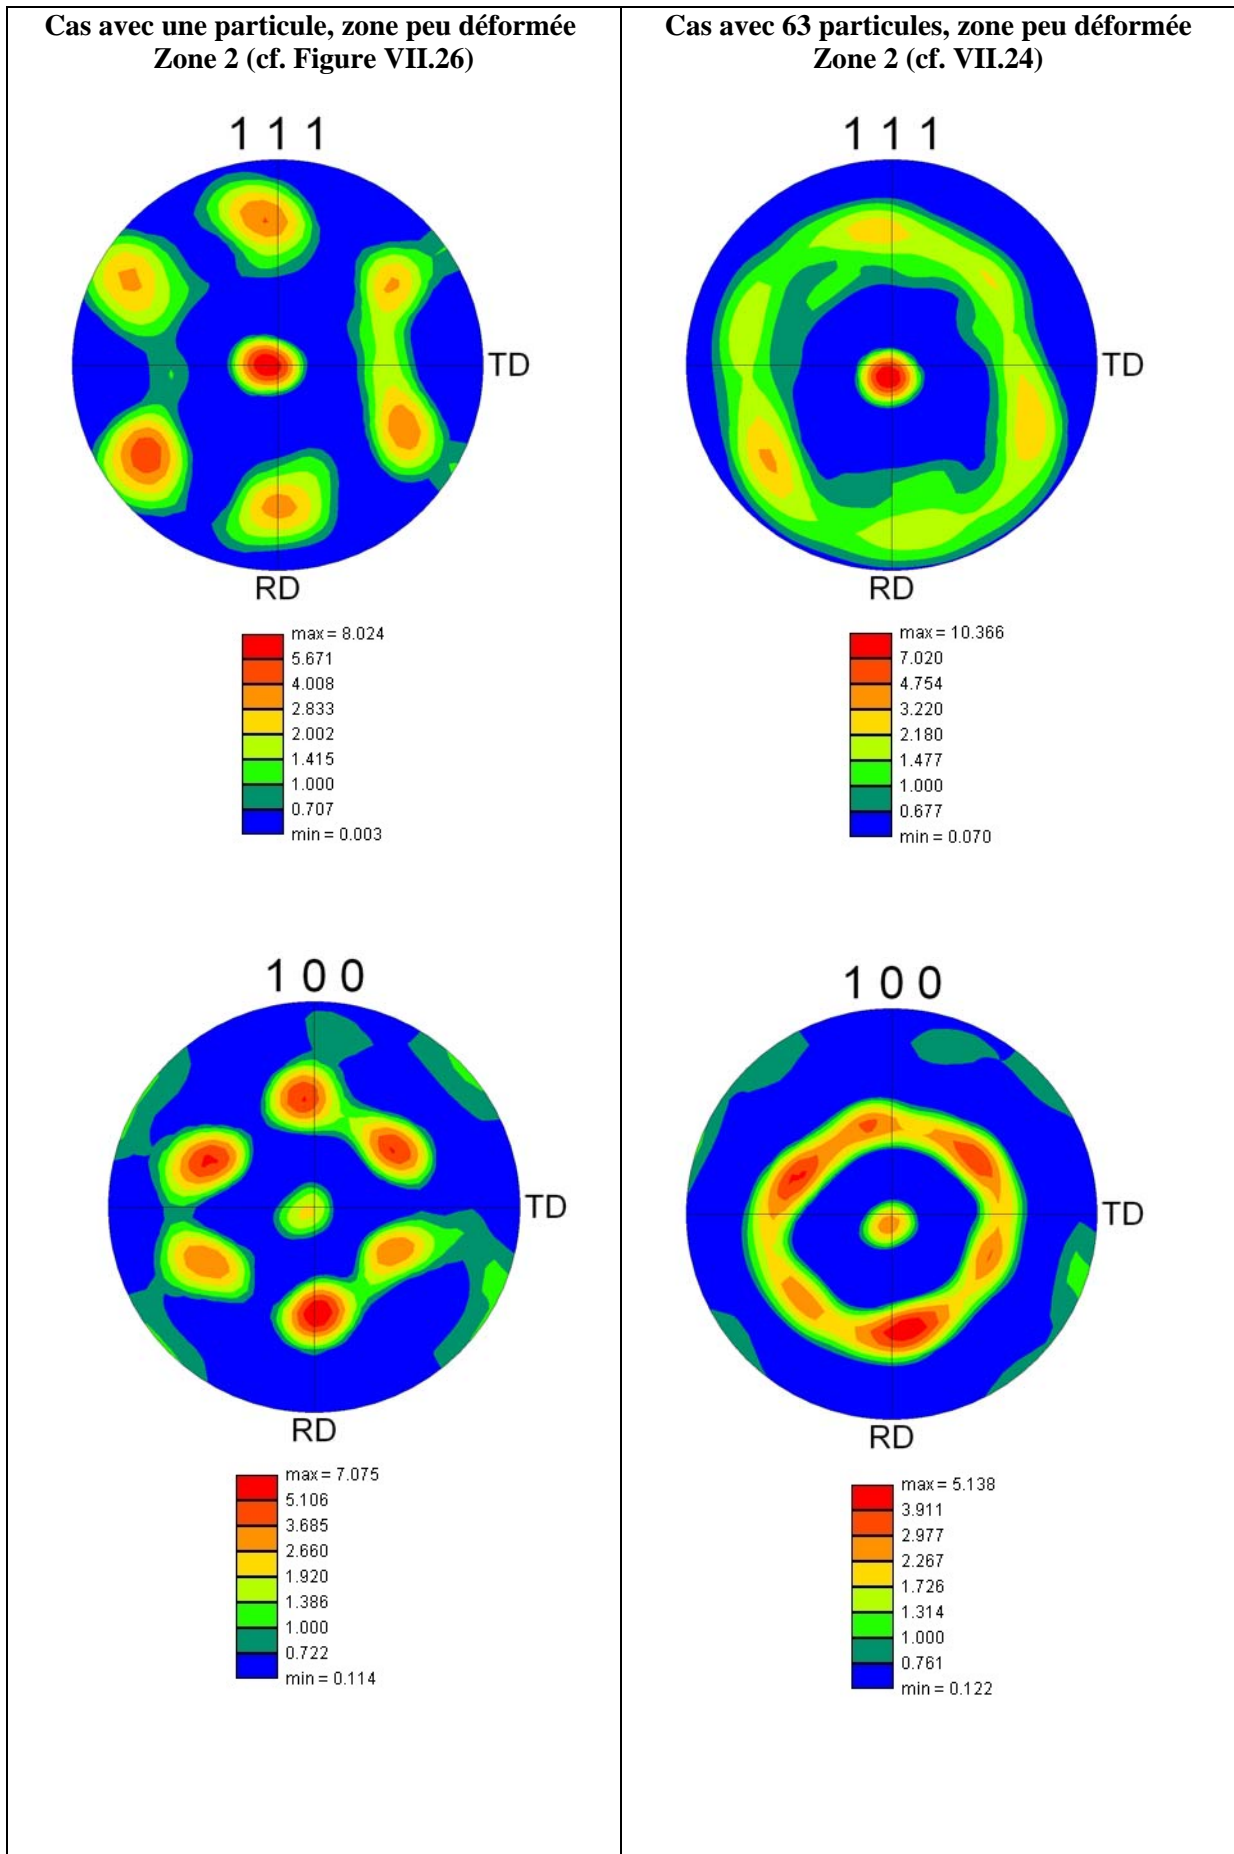 Cas avec une particule, zone peu déformée
Zone 2 (cf. Figure VII.26)
Cas avec 63 particules, zone peu déformée
Zone 2 (cf. VII.24)
1 1 1
TD
RD
max = 8.024
5.671
4.008
2.833
2.002
1.415
1.000
0.707
min = 0.003
1 1 1
TD
RD
max = 10.366
7.020
4.754
3.220
2.180
1.477
1.000
0.677
min = 0.070
1 0 0
TD
RD
max = 7.075
5.106
3.685
2.660
1.920
1.386
1.000
0.722
min = 0.114
1 0 0
TD
RD
max = 5.138
3.911
2.977
2.267
1.726
1.314
1.000
0.761
min = 0.122